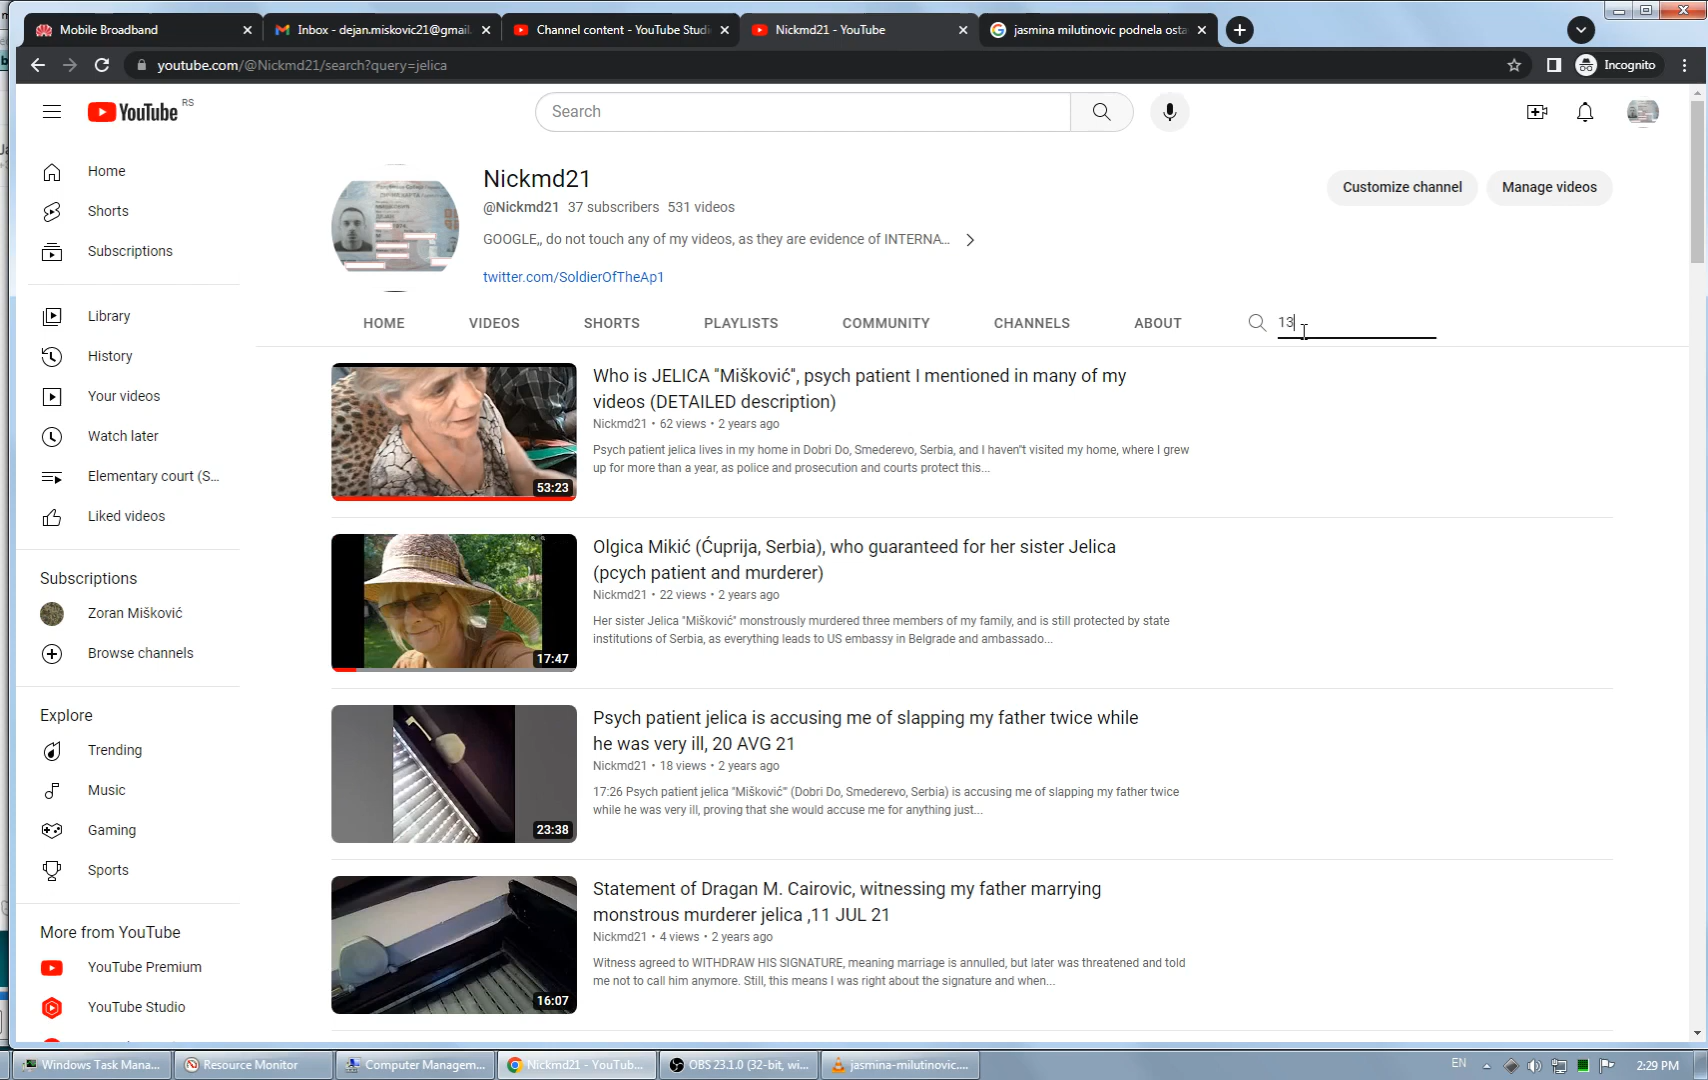 Mobile Broadband
Inbox - dejan.miskovic21@gmail.
Channel content - YouTube Studi
Nickmd21 - YouTube
jasmina milutinovic podnela osta
youtube.com/@Nickmd21/search?query=jelica
Incognito
YouTube RS
Search
Home
Shorts
Subscriptions
Library
History
Your videos
Watch later
Elementary court (S...
Liked videos
Subscriptions
Zoran Mišković
Browse channels
Explore
Trending
Music
Gaming
Sports
More from YouTube
YouTube Premium
YouTube Studio
Nickmd21
@Nickmd21 37 subscribers 531 videos
GOOGLE,, do not touch any of my videos, as they are evidence of INTERNA...
twitter.com/SoldierOfTheAp1
Customize channel
Manage videos
HOME VIDEOS SHORTS PLAYLISTS COMMUNITY CHANNELS ABOUT 13
53:23
Who is JELICA "Mišković", psych patient I mentioned in many of my
videos (DETAILED description)
Nickmd21 • 62 views • 2 years ago
Psych patient jelica lives in my home in Dobri Do, Smederevo, Serbia, and I haven"t visited my home, where I grew
up for more than a year, as police and prosecution and courts protect this...
17:47
Olgica Mikić (Ćuprija, Serbia), who guaranteed for her sister Jelica
(pcych patient and murderer)
Nickmd21 • 22 views • 2 years ago
Her sister Jelica "Mišković" monstrously murdered three members of my family, and is still protected by state
institutions of Serbia, as everything leads to US embassy in Belgrade and ambassado...
23:38
Psych patient jelica is accusing me of slapping my father twice while
he was very ill, 20 AVG 21
Nickmd21 • 18 views • 2 years ago
17:26 Psych patient jelica "Mišković" (Dobri Do, Smederevo, Serbia) is accusing me of slapping my father twice
while he was very ill, proving that she would accuse me for anything just...
16:07
Statement of Dragan M. Cairovic, witnessing my father marrying
monstrous murderer jelica ,11 JUL 21
Nickmd21 • 4 views • 2 years ago
Witness agreed to WITHDRAW HIS SIGNATURE, meaning marriage is annulled, but later was threatened and told
me not to call him anymore. Still, this means I was right about the signature and when...
Windows Task Mana...
Resource Monitor
Computer Managem...
Nickmd21 - YouTub...
OBS 23.1.0 (32-bit, wi...
jasmina-milutinovic....
EN
2:29 PM